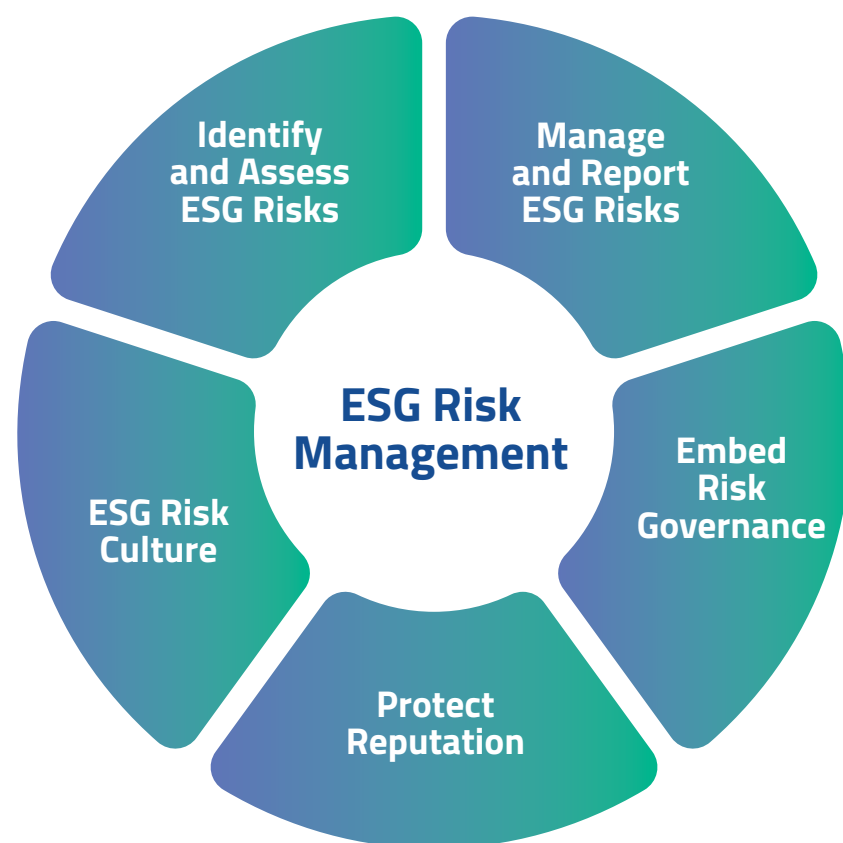 Identify
and Assess
ESG Risks
Manage
and Report
ESG Risks
ESG Risk
Management
Embed
Risk
Governance
ESG Risk
Culture
Protect
Reputation